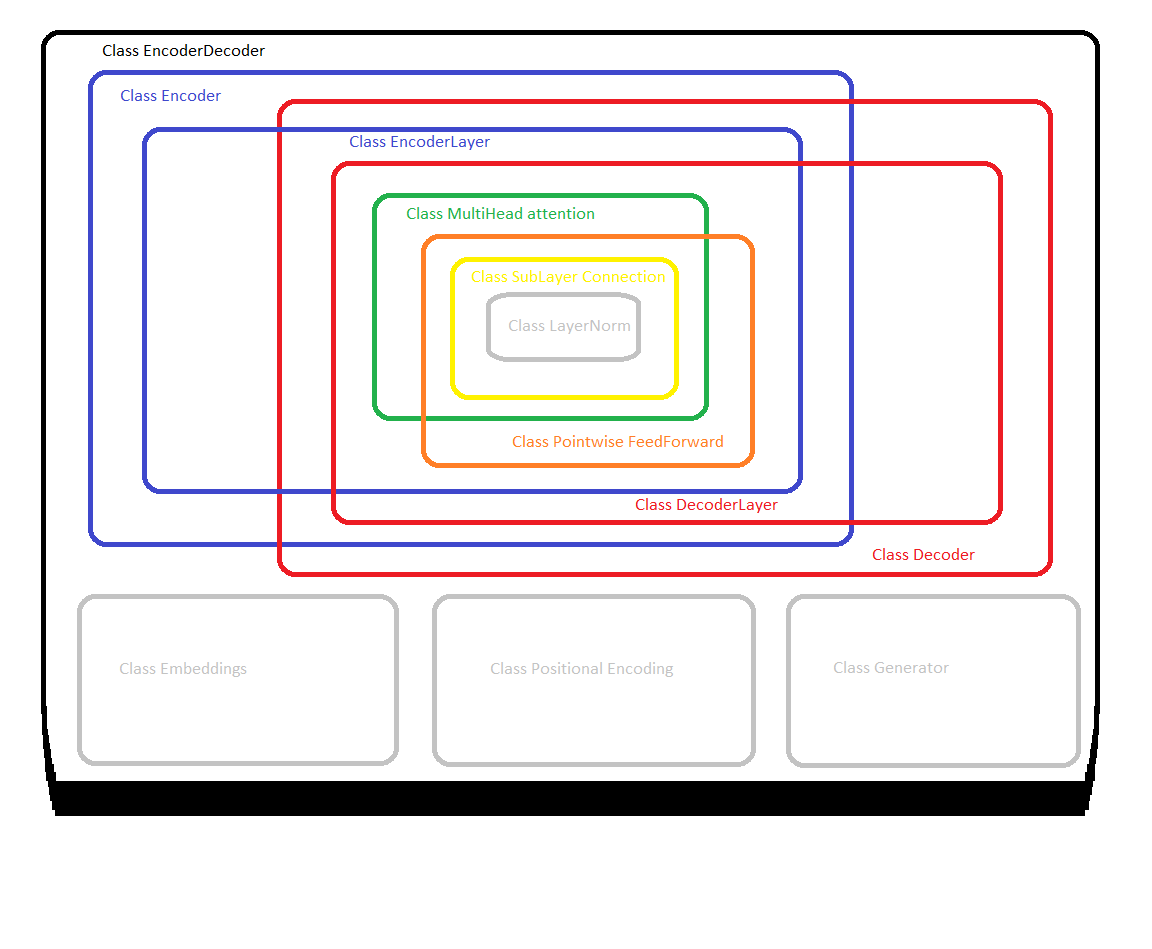 Class EncoderDecoder
Class Encoder
Class EncoderLayer
Class MultiHead attention
Class SubLayer Connection
Class LayerNorm
Class Pointwise FeedForward
Class DecoderLayer
Class Decoder
Class Embeddings
Class Positional Encoding
Class Generator